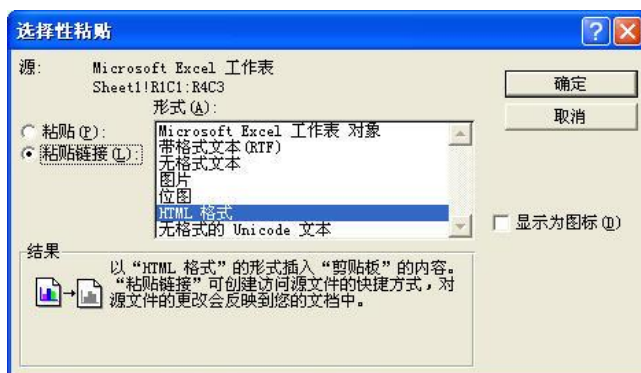 选择性粘贴
源: Microsoft Excel 工作表
Sheet1!R1C1:R4C3
形式(A):
确定
取消
粘贴(P):
粘贴链接(L):
Microsoft Excel 工作表 对象
带格式文本(RTF)
无格式文本
图片
位图
HTML 格式
无格式的 Unicode 文本
显示为图标(D)
结果
以“HTML 格式”的形式插入“剪贴板”的内容。
“粘贴链接”可创建访问源文件的快捷方式，对
源文件的更改会反映到您的文档中。